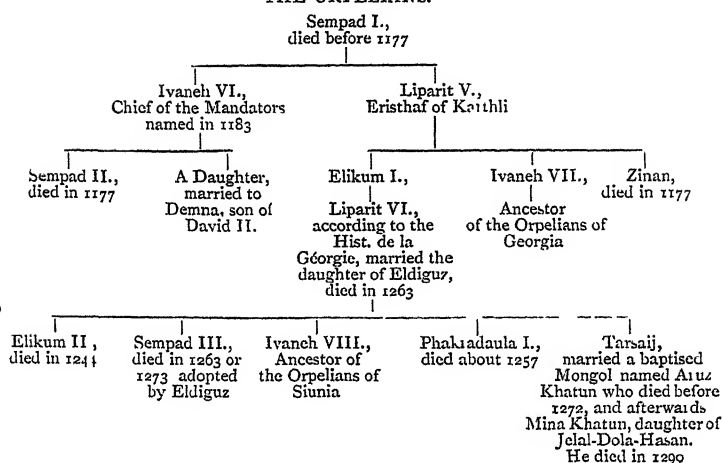 THE ORPELIANS.
Sempad I.,
died before 1177
Ivaneh VI.,
Chief of the Mandators
named in 1183
Liparit V.,
Eristhaf of Karthli
Sempad II.,
died in 1177
A Daughter,
married to
Demna, son of
David II.
Elikum I.,
Liparit VI.,
according to the
Hist. de la
Géorgie, married the
daughter of Eldiguz,
died in 1263
Ivaneh VII.,
Ancestor
of the Orpelians of
Georgia
Zinan,
died in 1177
Elikum II,
died in 1244
Sempad III.,
died in 1263 or
1273 adopted
by Eldiguz
Ivaneh VIII.,
Ancestor of
the Orpelians of
Siunia
Phakradaula I.,
died about 1257
Tarsaij,
married a baptised
Mongol named Aruz
Khatun who died before
1272, and afterwards
Mina Khatun, daughter of
Jelal-Dola-Hasan.
He died in 1290